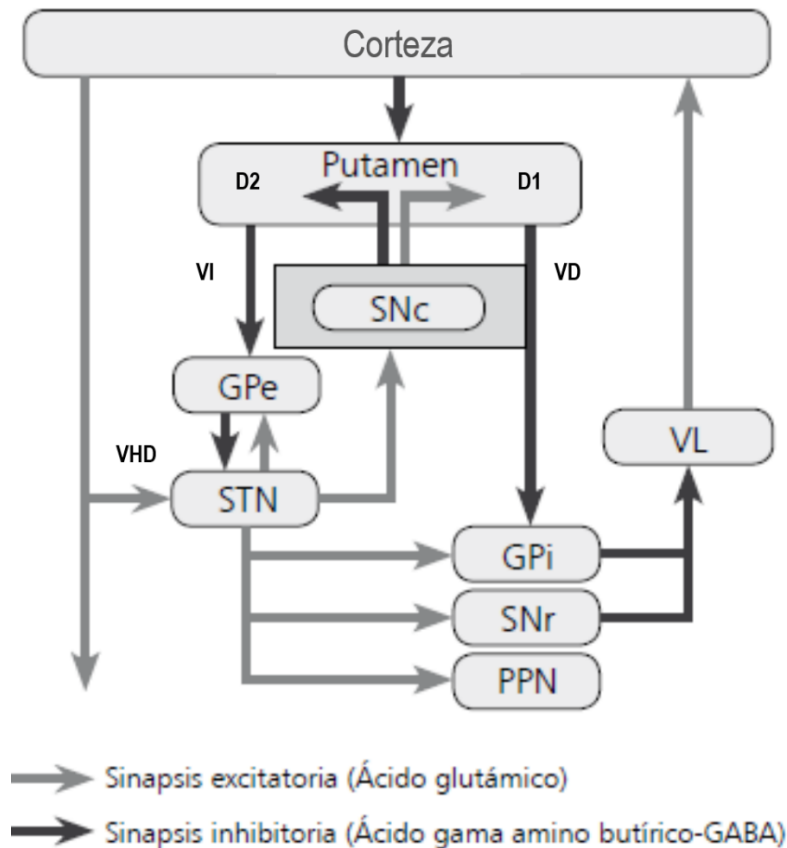 Corteza
Putamen
D2
D1
VI
VD
SNc
GPe
VL
VHD
STN
GPi
SNr
PPN
Sinapsis excitatoria (Ácido glutámico)
Sinapsis inhibitoria (Ácido gama amino butírico-GABA)